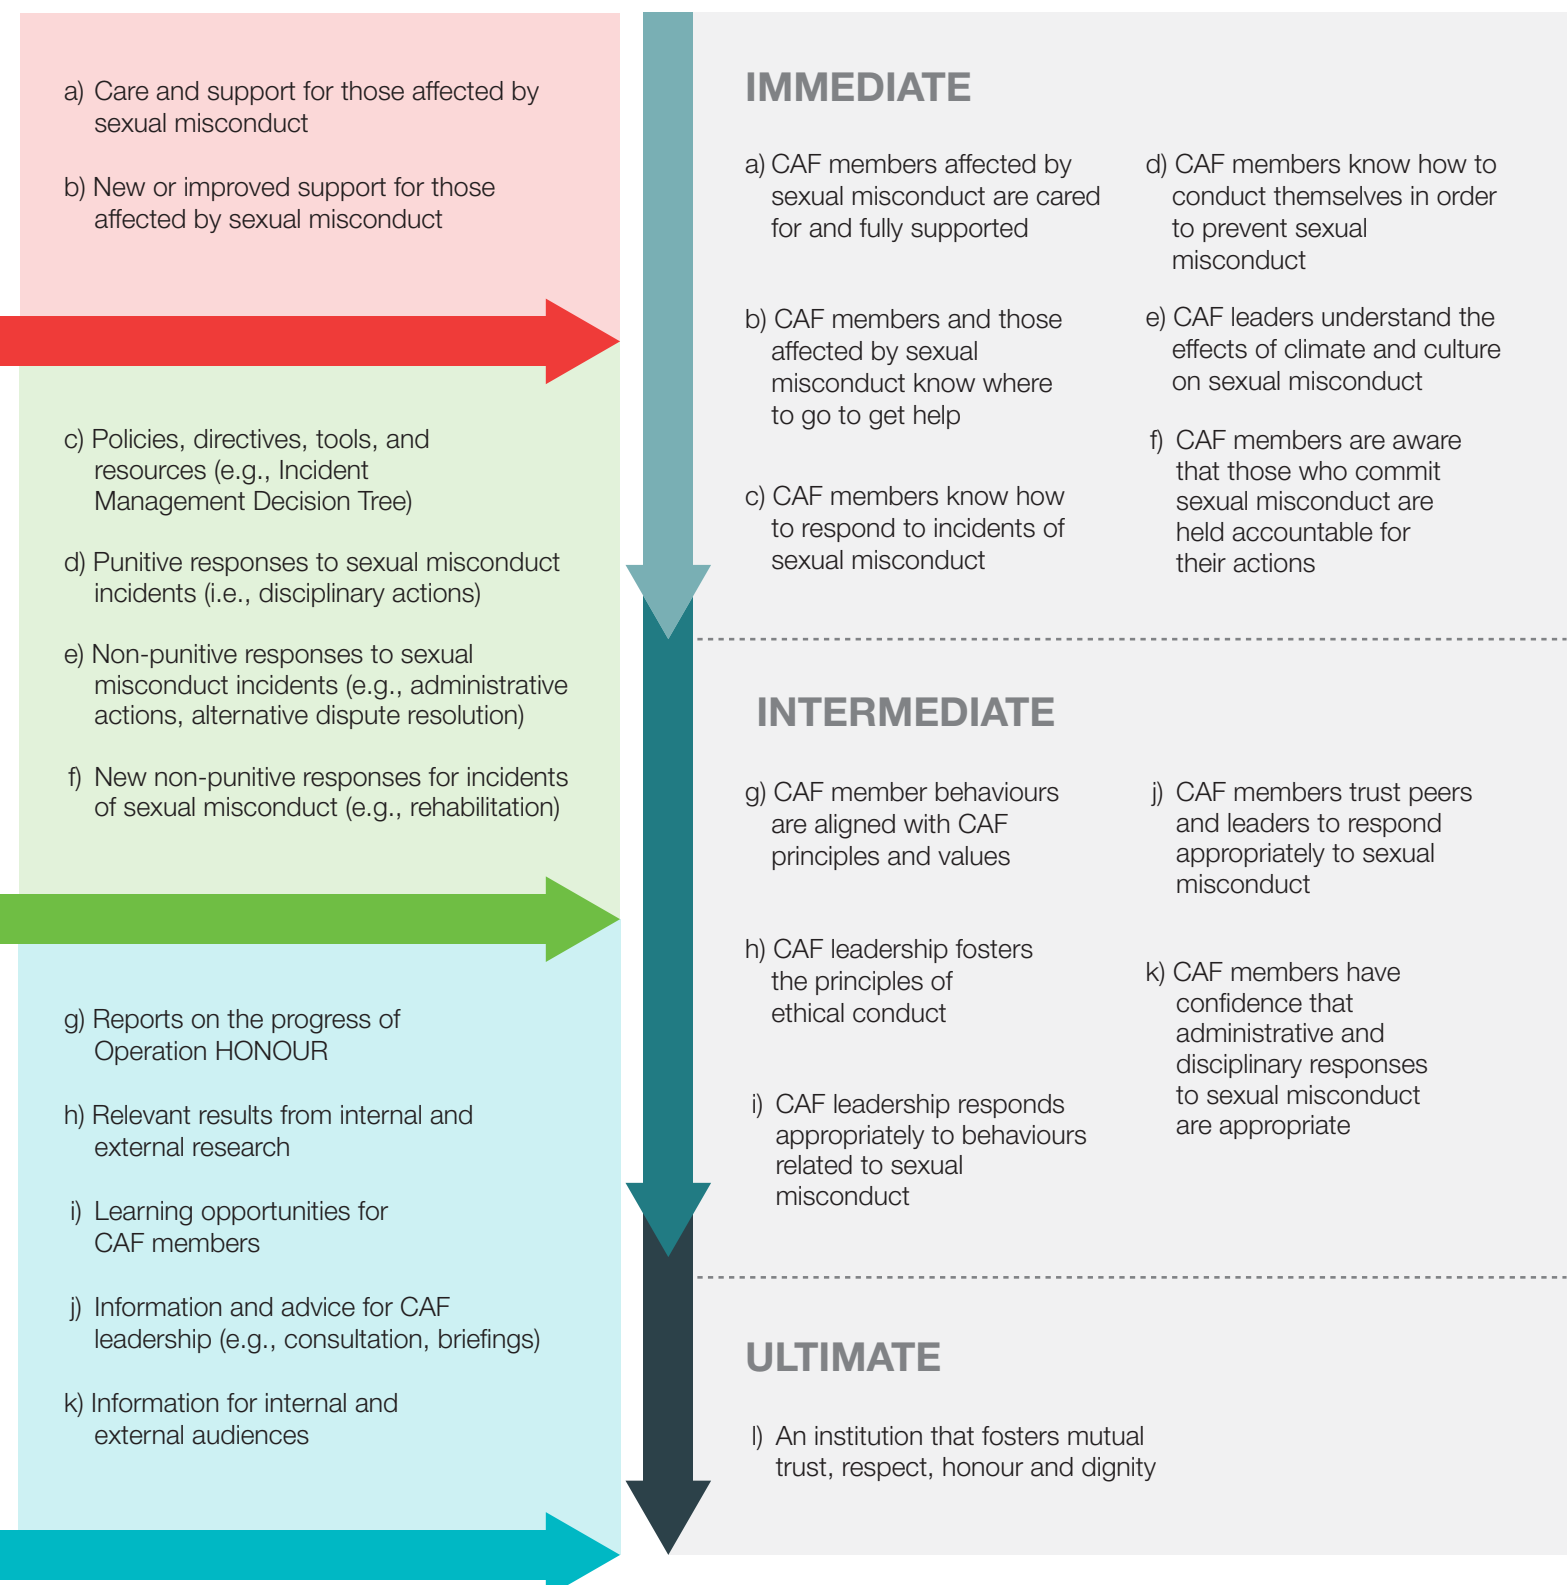 a) Care and support for those affected by
sexual misconduct
b) New or improved support for those
affected by sexual misconduct
c) Policies, directives, tools, and
resources (e.g., Incident
Management Decision Tree)
d) Punitive responses to sexual misconduct
incidents (i.e., disciplinary actions)
e) Non-punitive responses to sexual
misconduct incidents (e.g., administrative
actions, alternative dispute resolution)
f) New non-punitive responses for incidents
of sexual misconduct (e.g., rehabilitation)
g) Reports on the progress of
Operation HONOUR
h) Relevant results from internal and
external research
i) Learning opportunities for
CAF members
j) Information and advice for CAF
leadership (e.g., consultation, briefings)
k) Information for internal and
external audiences
IMMEDIATE
a) CAF members affected by
sexual misconduct are cared
for and fully supported
b) CAF members and those
affected by sexual
misconduct know where
to go to get help
c) CAF members know how
to respond to incidents of
sexual misconduct
d) CAF members know how to
conduct themselves in order
to prevent sexual
misconduct
e) CAF leaders understand the
effects of climate and culture
on sexual misconduct
f) CAF members are aware
that those who commit
sexual misconduct are
held accountable for
their actions
INTERMEDIATE
g) CAF member behaviours
are aligned with CAF
principles and values
h) CAF leadership fosters
the principles of
ethical conduct
i) CAF leadership responds
appropriately to behaviours
related to sexual
misconduct
j) CAF members trust peers
and leaders to respond
appropriately to sexual
misconduct
k) CAF members have
confidence that
administrative and
disciplinary responses
to sexual misconduct
are appropriate
ULTIMATE
l) An institution that fosters mutual
trust, respect, honour and dignity